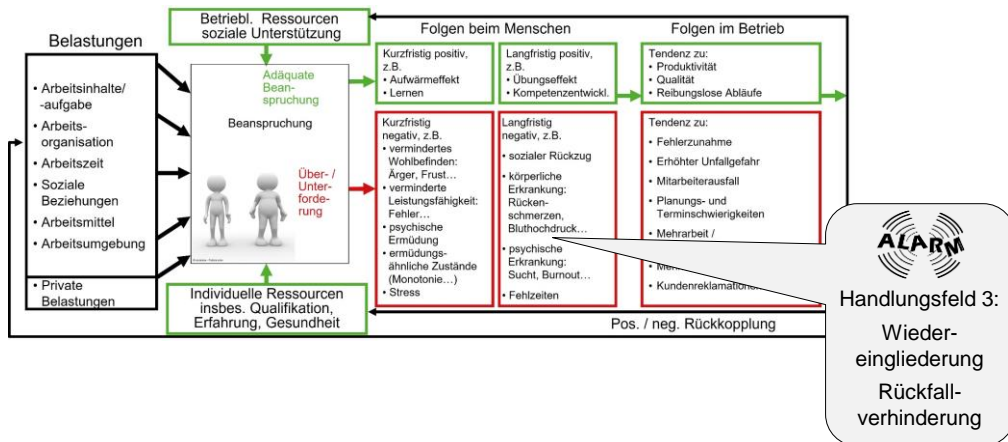 Betriebl. Ressourcen
soziale Unterstützung
Belastungen
• Arbeitsinhalte/
-aufgabe
• Arbeits-
organisation
• Arbeitszeit
• Soziale
Beziehungen
• Arbeitsmittel
• Arbeitsumgebung
• Private
Belastungen
Adäquate
Bean-
spruchung
Beanspruchung
Über- /
Unter-
forde-
rung
Individuelle Ressourcen
insbes. Qualifikation,
Erfahrung, Gesundheit
Folgen beim Menschen
Kurzfristig positiv,
z.B.
• Aufwärmeffekt
• Lernen
Langfristig positiv,
z.B.
• Übungseffekt
• Kompetenzentwickl.
Kurzfristig
negativ, z.B.
• vermindertes
Wohlbefinden:
Ärger, Frust…
• verminderte
Leistungsfähigkeit:
Fehler…
• psychische
Ermüdung
• ermüdungs-
ähnliche Zustände
(Monotonie…)
• Stress
Langfristig
negativ, z.B.
• sozialer Rückzug
• körperliche
Erkrankung:
Rücken-
schmerzen,
Bluthochdruck…
• psychische
Erkrankung:
Sucht, Burnout…
• Fehlzeiten
Folgen im Betrieb
Tendenz zu:
• Produktivität
• Qualität
• Reibungslose Abläufe
Tendenz zu:
• Fehlerzunahme
• Erhöhter Unfallgefahr
• Mitarbeiterausfall
• Planungs- und
Terminschwierigkeiten
• Mehrarbeit /
• Kundenreklamationen
Pos. / neg. Rückkopplung
ALARM
Handlungsfeld 3:
Wieder-
eingliederung
Rückfall-
verhinderung